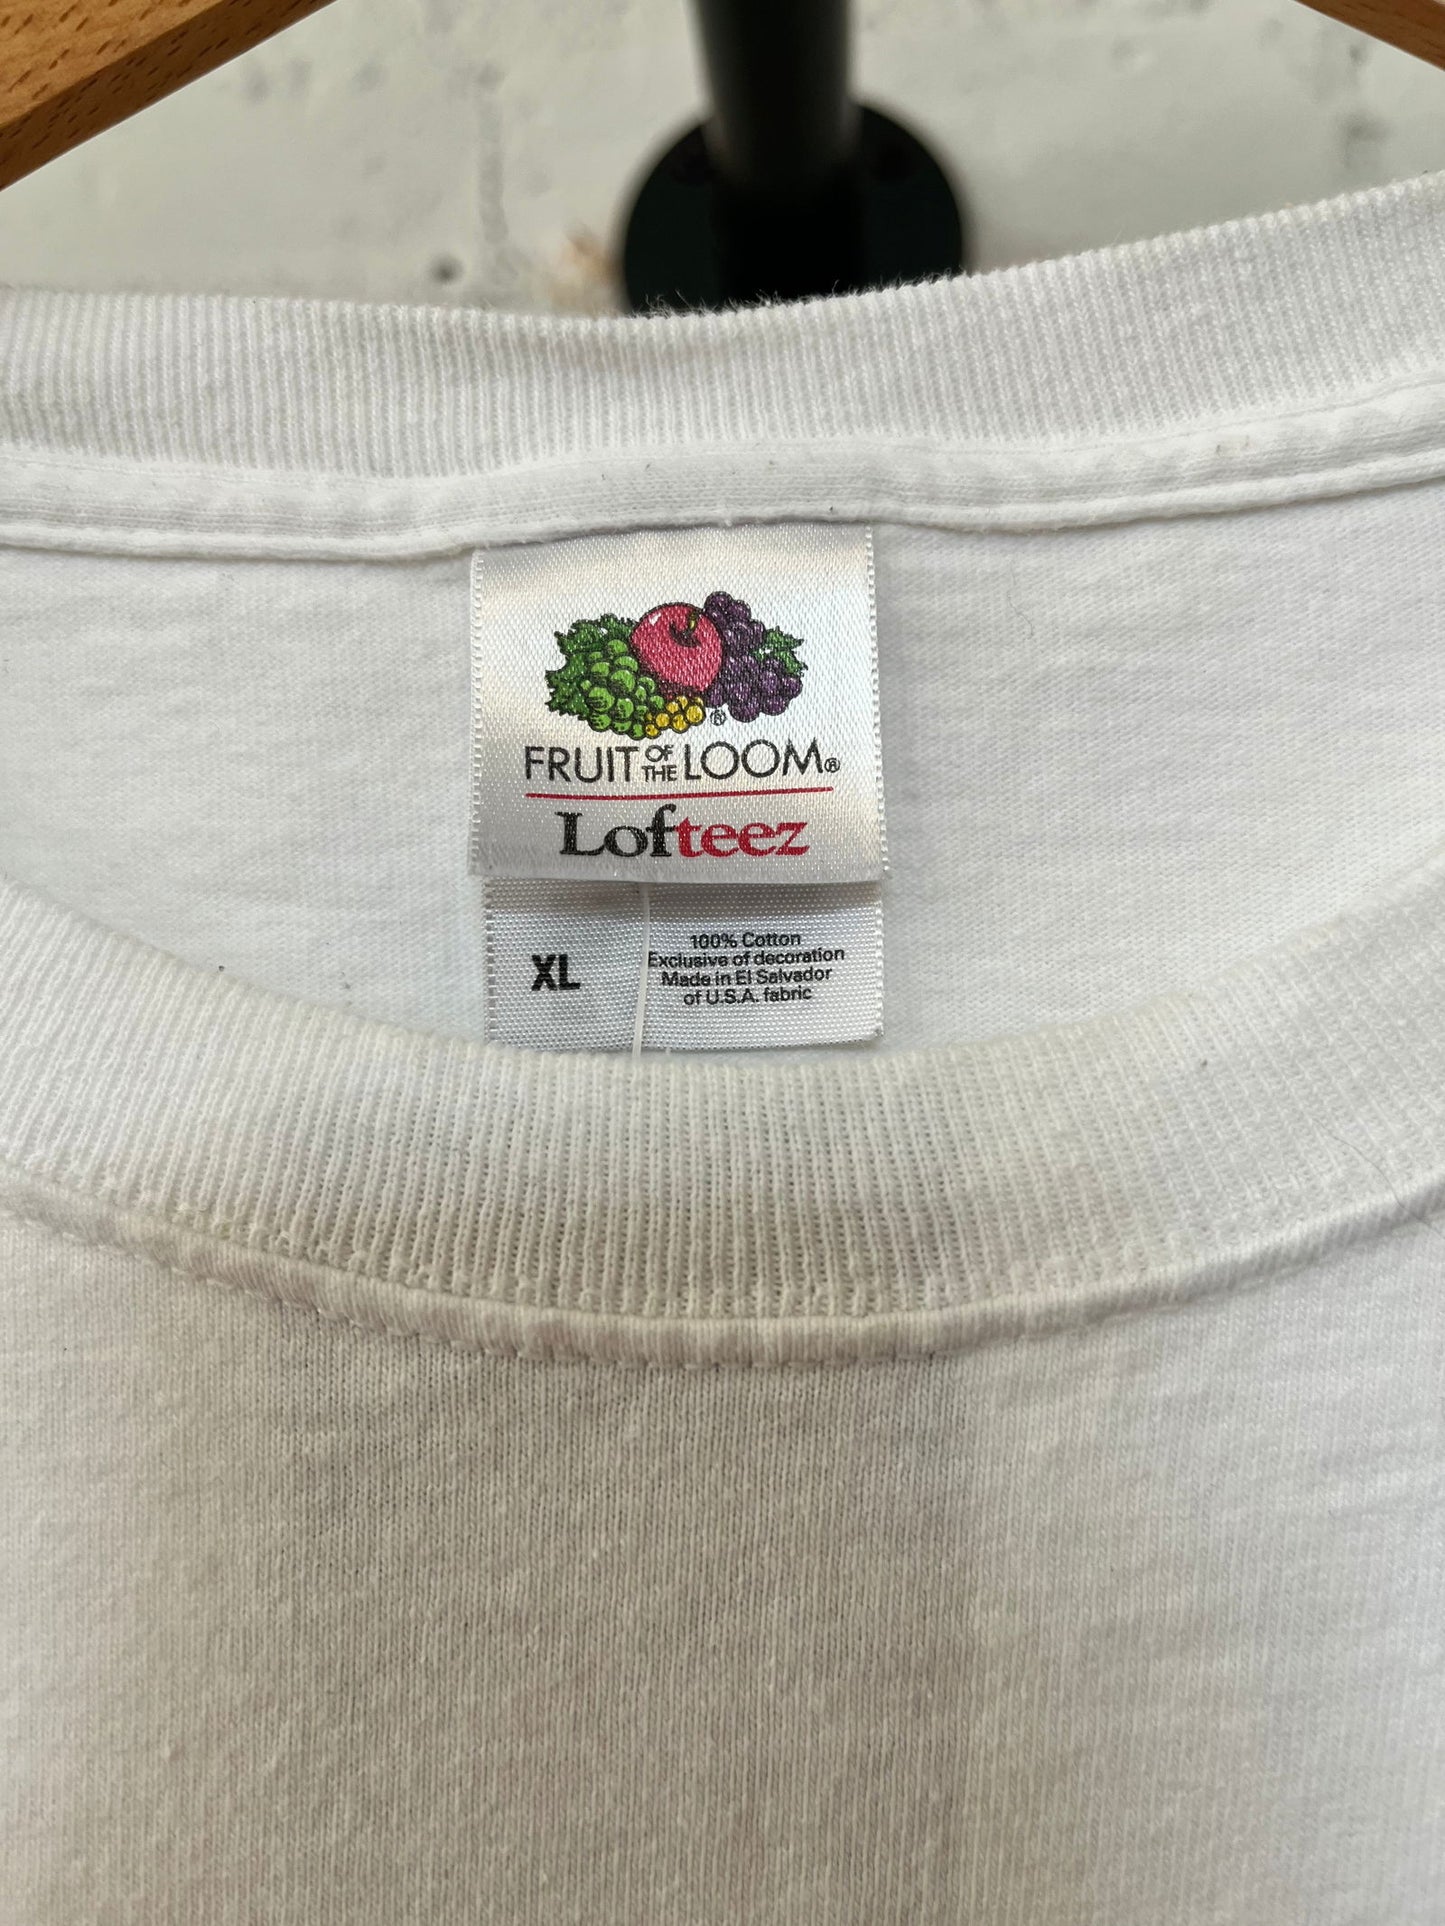 ®
FRUIT OF THE LOOM®
Lofteez
XL
100% Cotton
Exclusive of decoration
Made in El Salvador
of U.S.A. fabric